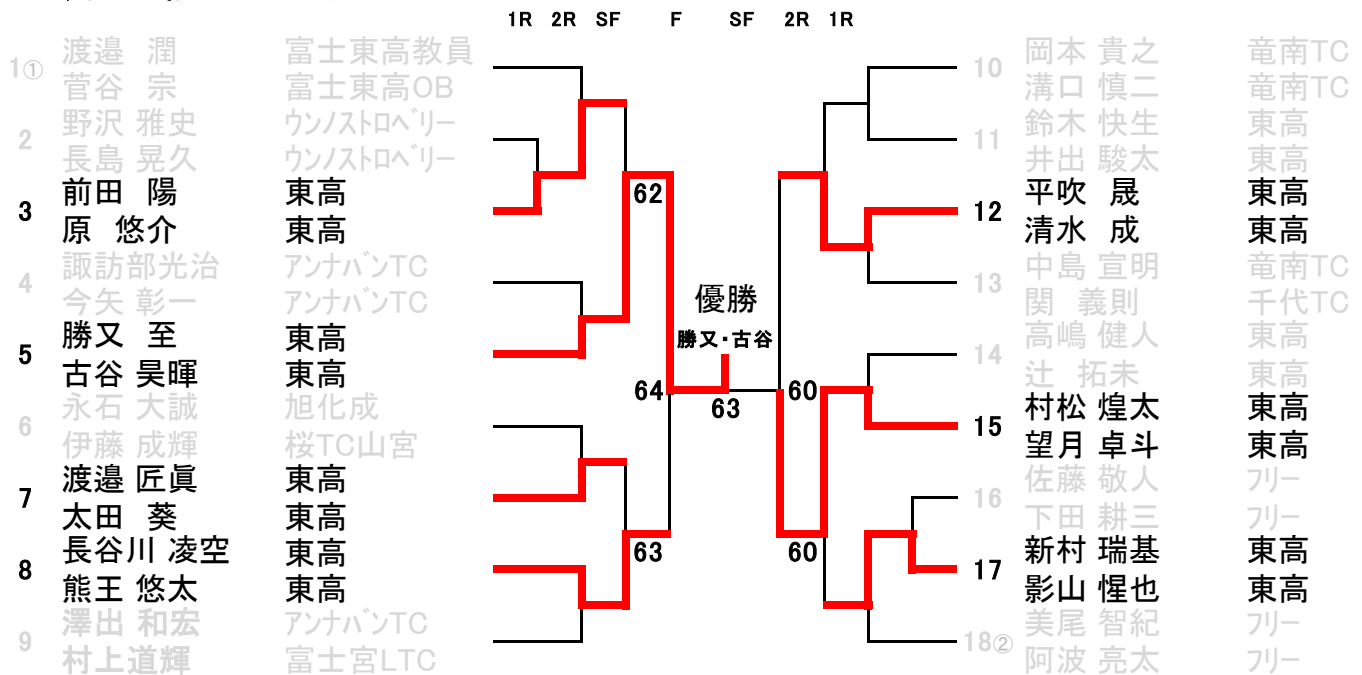 1R 2R SF F SF 2R 1R
1① 渡邉 潤 富士東高教員
菅谷 宗 富士東高OB
2 野沢 雅史 ウンノストロベリー
長島 晃久 ウンノストロベリー
3 前田 陽 東高
原 悠介 東高
4 諏訪部光治 アンナバンTC
今矢 彰一 アンナバンTC
5 勝又 至 東高
古谷 昊暉 東高
6 永石 大誠 旭化成
伊藤 成輝 桜TC山宮
7 渡邉 匠眞 東高
太田 葵 東高
8 長谷川 凌空 東高
熊王 悠太 東高
9 澤出 和宏 アンナバンTC
村上道輝 富士宮LTC
62
64
63
優勝
勝又・古谷
63
60
60
10 岡本 貴之 竜南TC
溝口 慎二 竜南TC
11 鈴木 快生 東高
井出 駿太 東高
12 平吹 晟 東高
清水 成 東高
13 中島 宣明 竜南TC
関 義則 千代TC
14 高嶋 健人 東高
辻 拓未 東高
15 村松 煌太 東高
望月 卓斗 東高
16 佐藤 敬人 フリー
下田 耕三 フリー
17 新村 瑞基 東高
影山 惺也 東高
18② 美尾 智紀 フリー
阿波 亮太 フリー